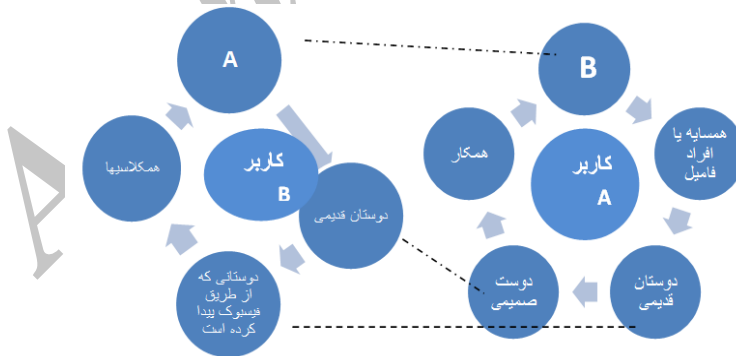 A
B
همسایه یا
افراد
فامیل
دوستان
قدیمی
دوست
صمیمی
همکار
کاربر
A
دوستان قدیمی
دوستانی که
از طریق
فیسبوک پیدا
کرده است
همکلاسیها
کاربر
B